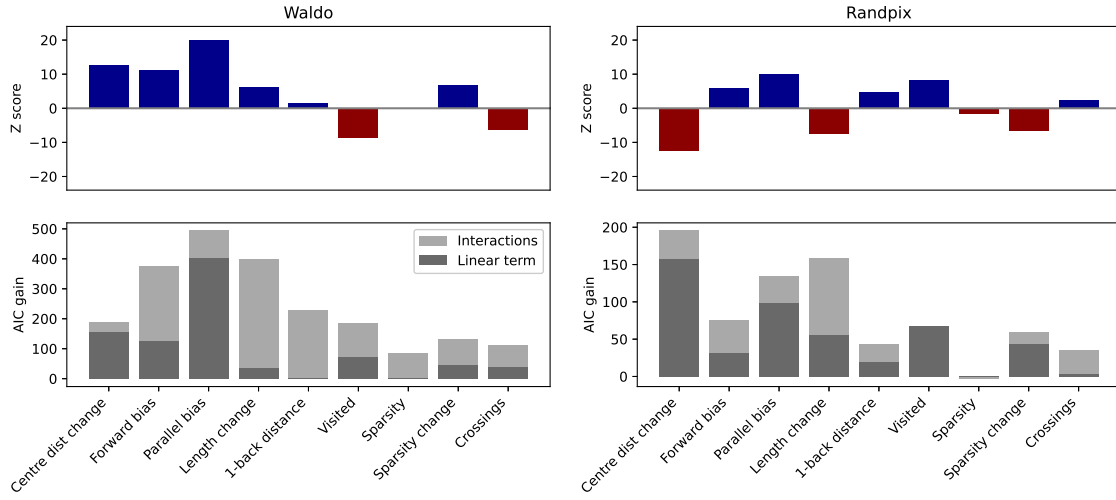 Waldo
Z score
20
10
0
−10
−20
Randpix
Z score
20
10
0
−10
−20
AIC gain
500
400
300
200
100
0
Interactions
Linear term
Centre dist change
Forward bias
Parallel bias
Length change
1-back distance
Visited
Sparsity
Sparsity change
Crossings
AIC gain
200
150
100
50
0
Centre dist change
Forward bias
Parallel bias
Length change
1-back distance
Visited
Sparsity
Sparsity change
Crossings